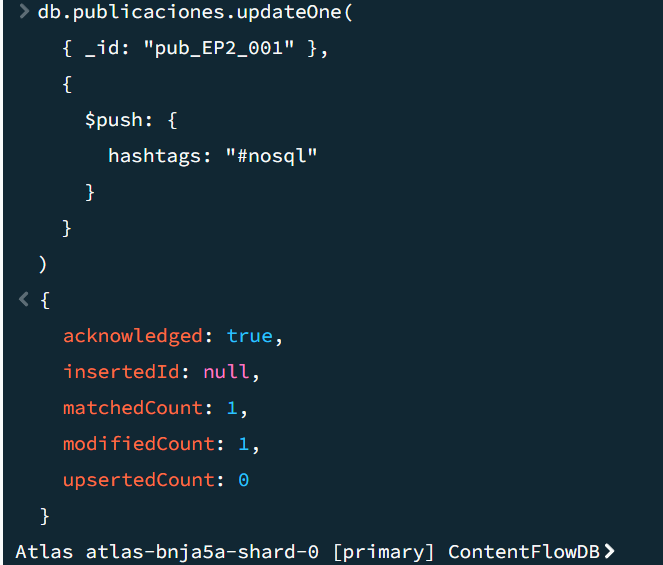 > db.publicaciones.updateOne(
{ _id: "pub_EP2_001" },
{
$push: {
hashtags: "#nosql"
}
}
)
< {
acknowledged: true,
insertedId: null,
matchedCount: 1,
modifiedCount: 1,
upsertedCount: 0
}
Atlas atlas-bnja5a-shard-0 [primary] ContentFlowDB>